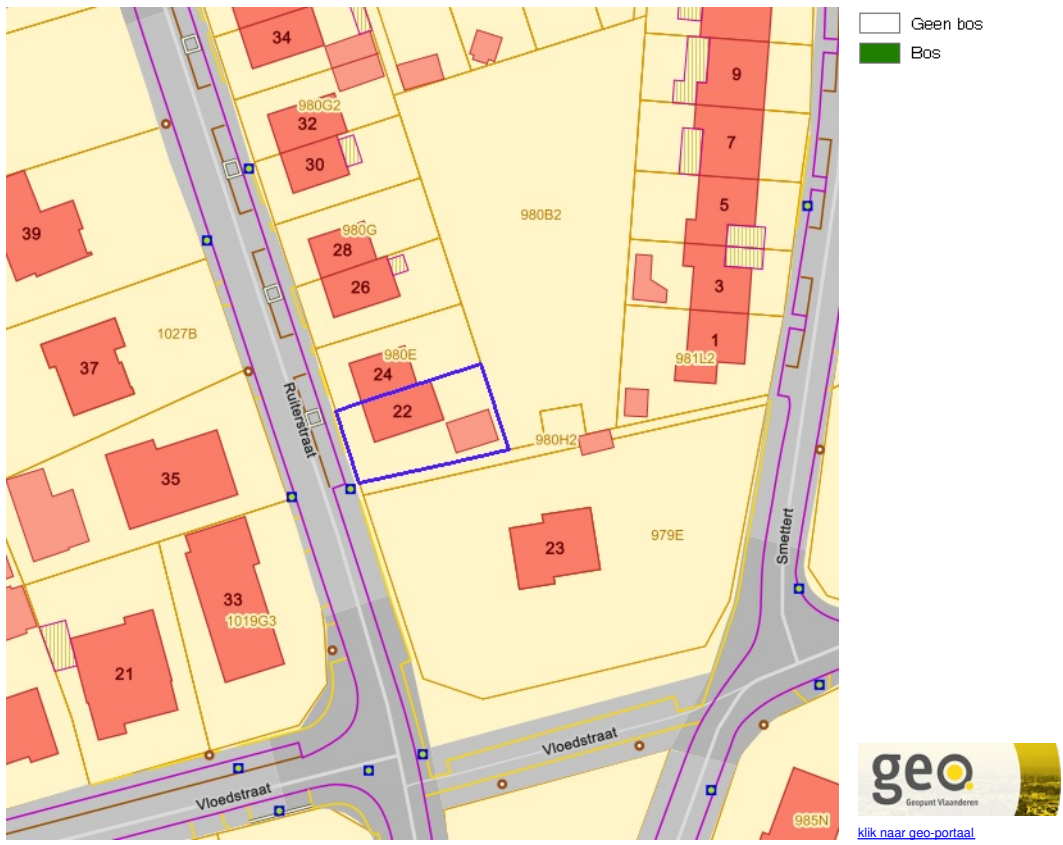 Geen bos
Bos
34
9
980G2
32
7
30
5
980B2
39
980G
28
3
26
1027B
1
980E
981L2
37
24
22
Ruiterstraat
980H2
35
Smettert
979E
23
33
1019G3
21
Vloedstraat
Vloedstraat
985N
geo
Geopunt Vlaanderen
klik naar geo-portaal